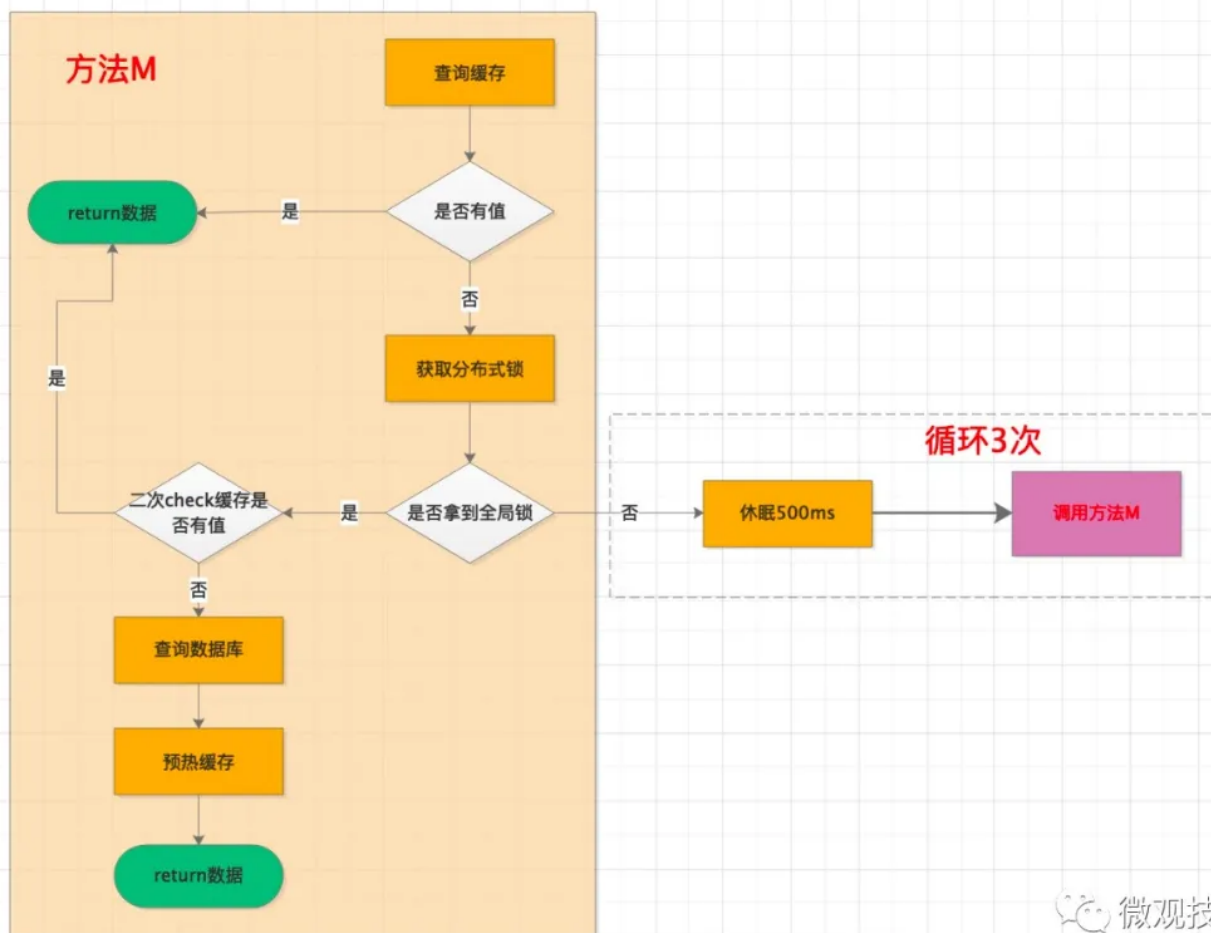 方法M
查询缓存
return数据
是
是否有值
否
获取分布式锁
是
循环3次
二次check缓存是
否有值
是
是否拿到全局锁
否
休眠500ms
调用方法M
否
查询数据库
预热缓存
return数据
微观技